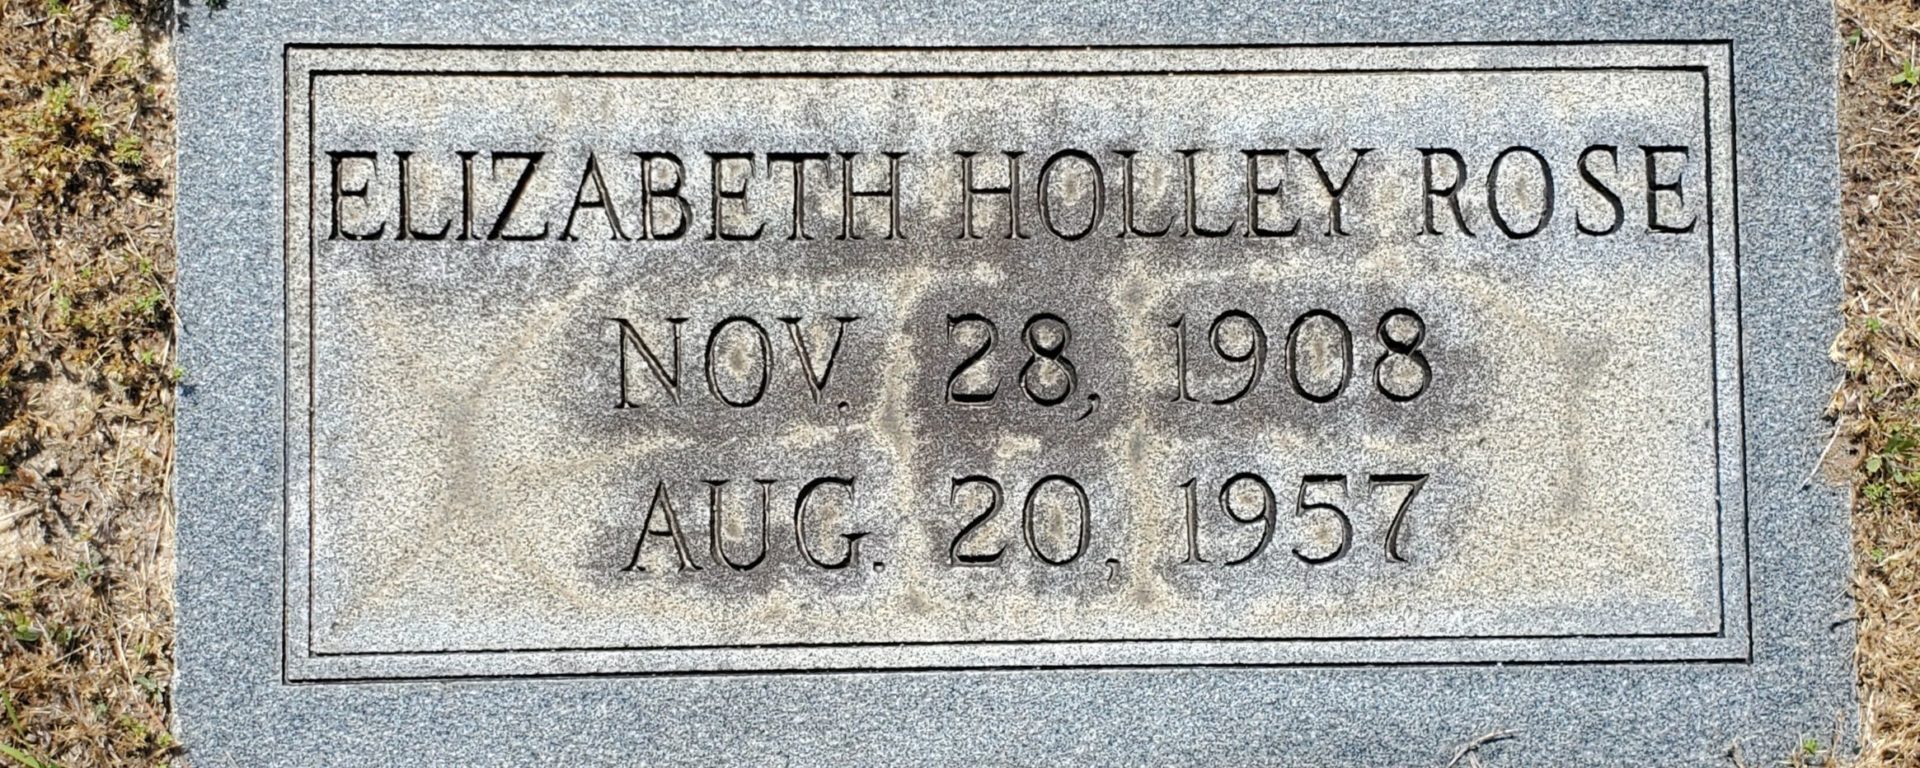 ELIZABETH HOLLEY ROSE
NOV. 28, 1908
AUG. 20, 1957